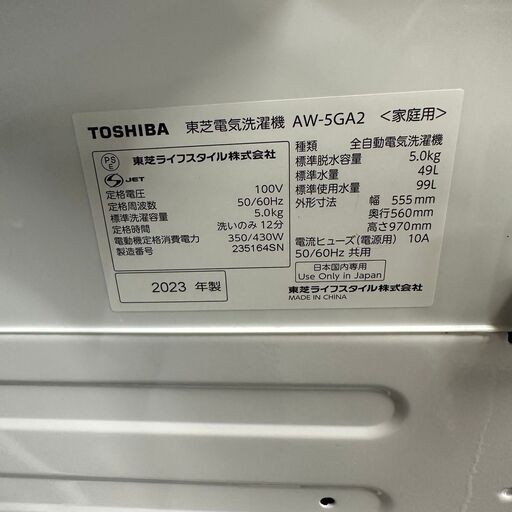 TOSHIBA 東芝電気洗濯機 AW-5GA2 <家庭用>
PS
E
東芝ライフスタイル株式会社
JET
定格電圧 100V
定格周波数 50/60Hz
標準洗濯容量 5.0kg
定格時間 洗いのみ 12分
電動機定格消費電力 350/430W
製造番号 235164SN
2023 年製
種類 全自動電気洗濯機
標準脱水容量 5.0kg
標準水量 49L
標準使用水量 99L
外形寸法 幅 555mm
奥行560mm
高さ970mm
電流ヒューズ(電源用) 10A
50/60Hz 共用
日本国内専用
Use Only in Japan
東芝ライフスタイル株式会社
MADE IN CHINA